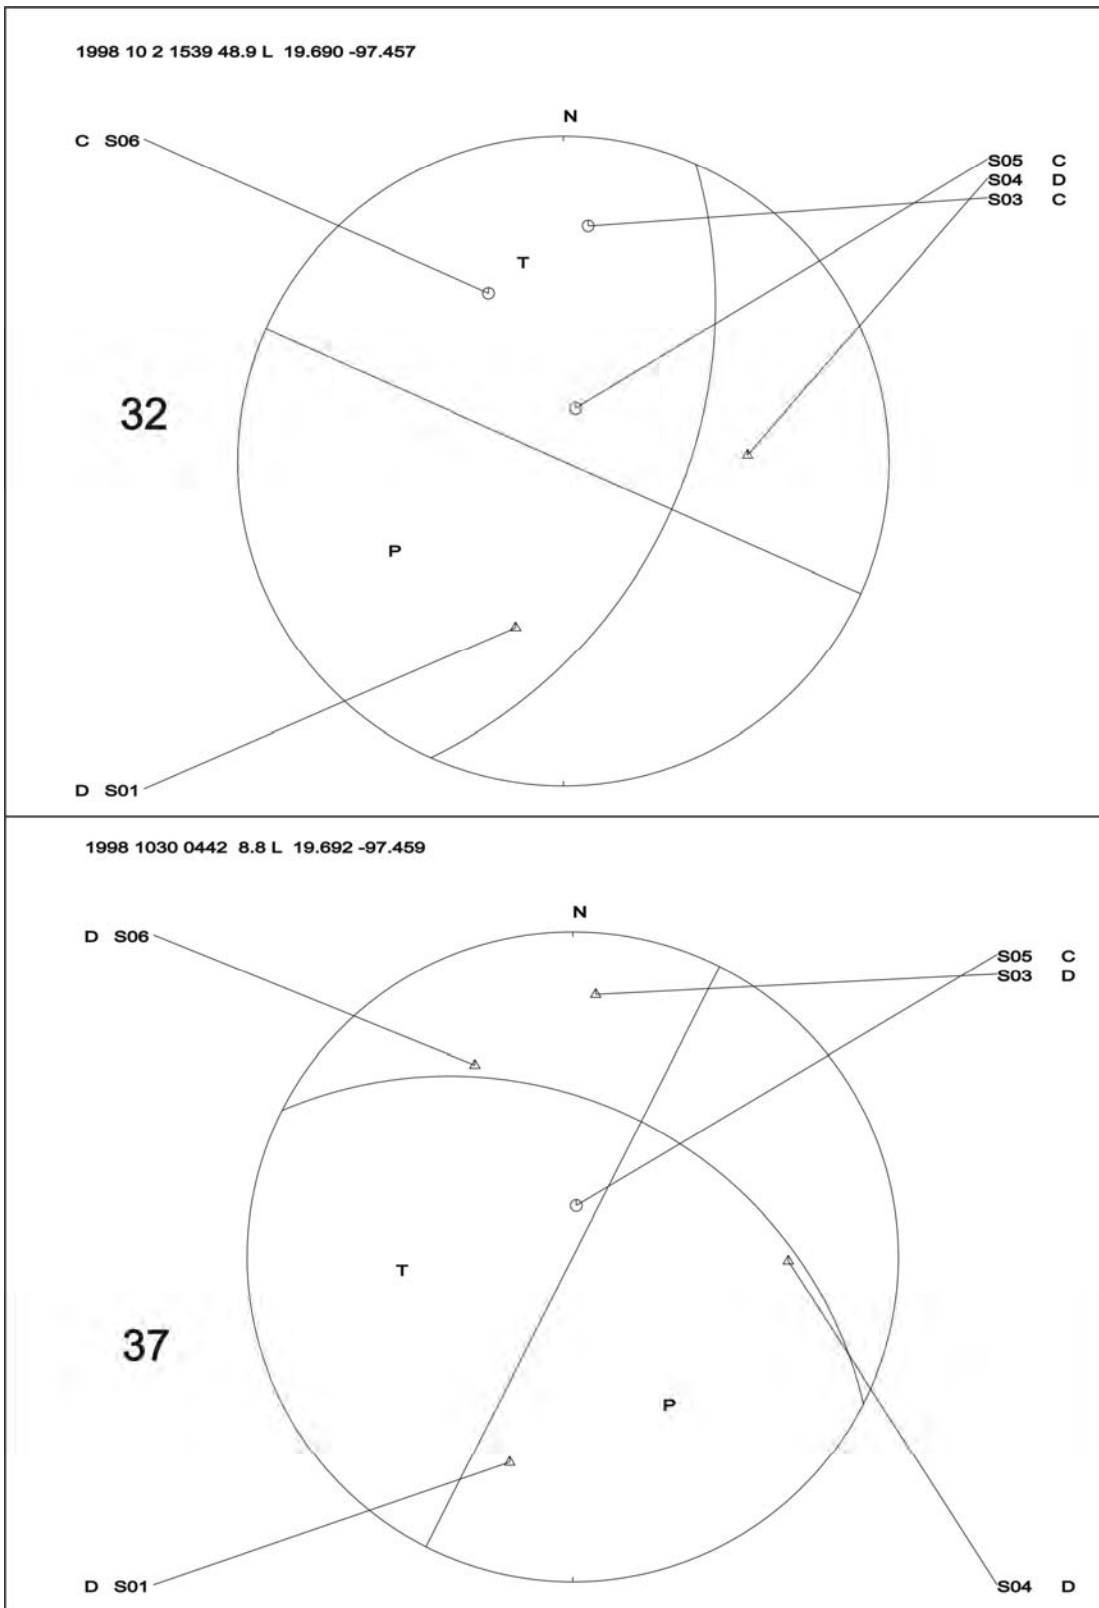 1998 10 2 1539 48.9 L 19.690 -97.457
N
C S06
S05 C
S04 D
S03 C
T
32
P
D S01
1998 1030 0442 8.8 L 19.692 -97.459
N
D S06
S05 C
S03 D
T
37
P
D S01
S04 D